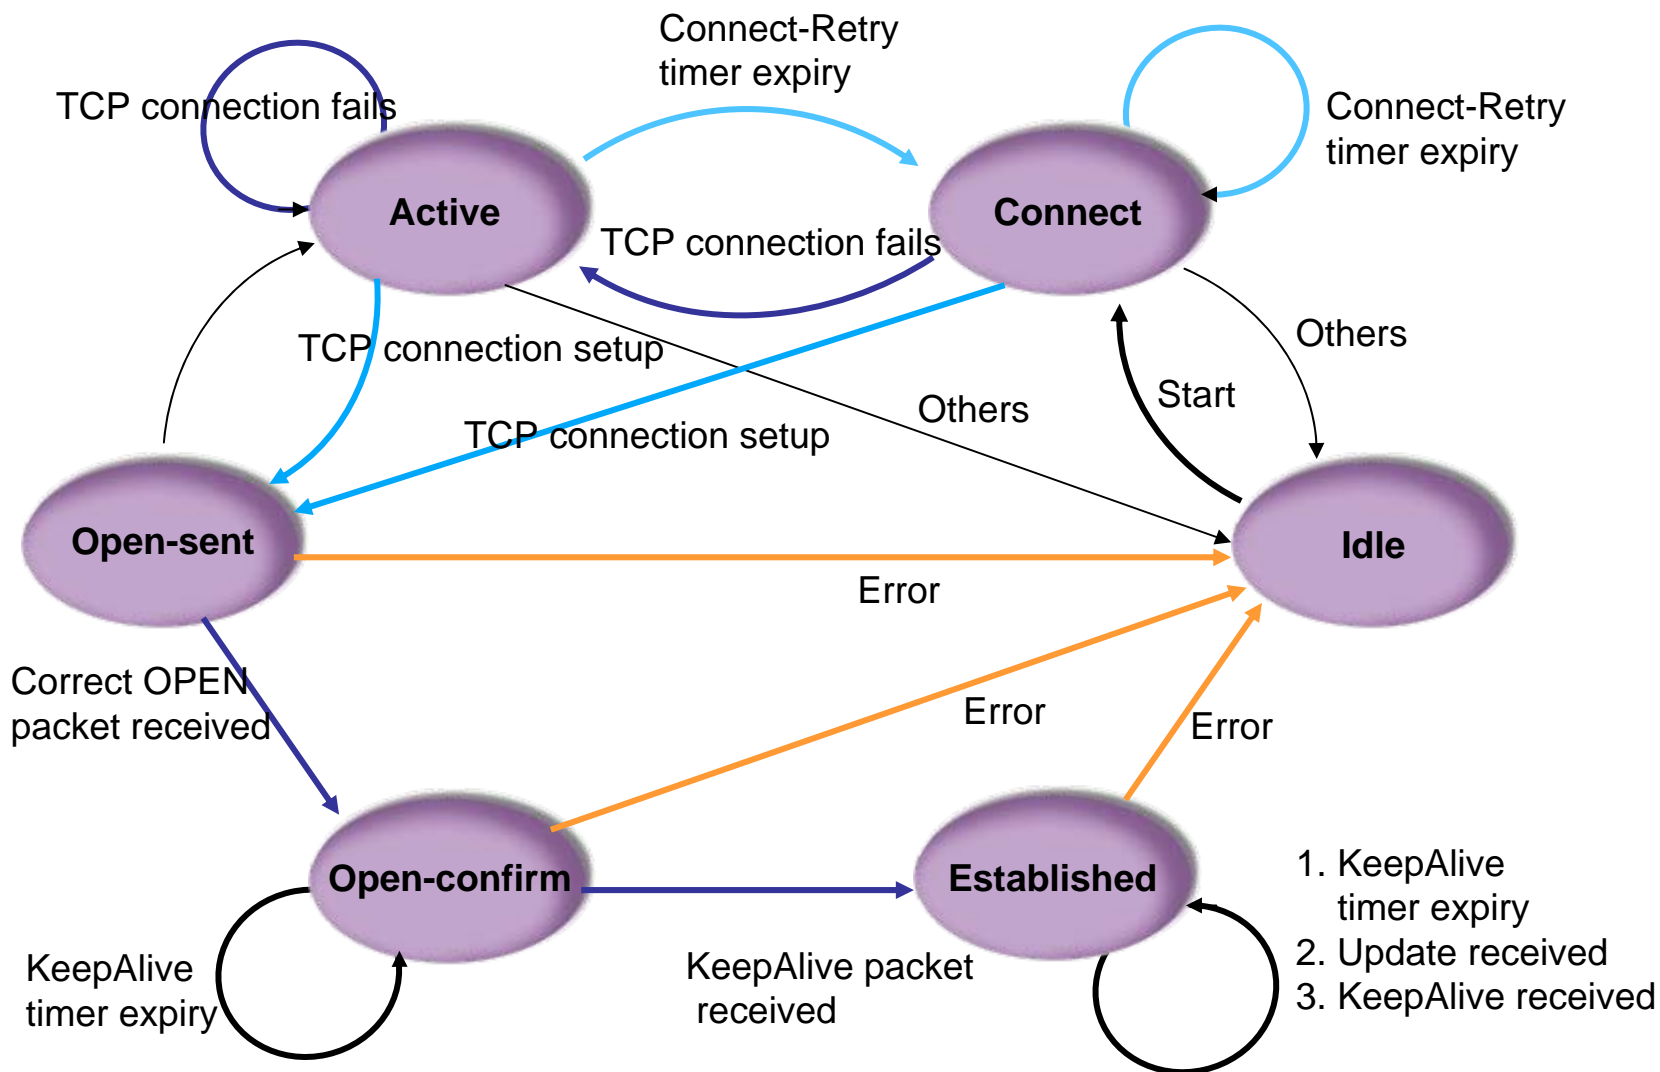 Connect-Retry
timer expiry
TCP connection fails
Connect-Retry
timer expiry
Active
Connect
TCP connection fails
Others
TCP connection setup
Start
Others
TCP connection setup
Open-sent
Idle
Error
Correct OPEN
packet received
Error
Error
Open-confirm
Established
1. KeepAlive
timer expiry
2. Update received
3. KeepAlive received
KeepAlive
timer expiry
KeepAlive packet
received